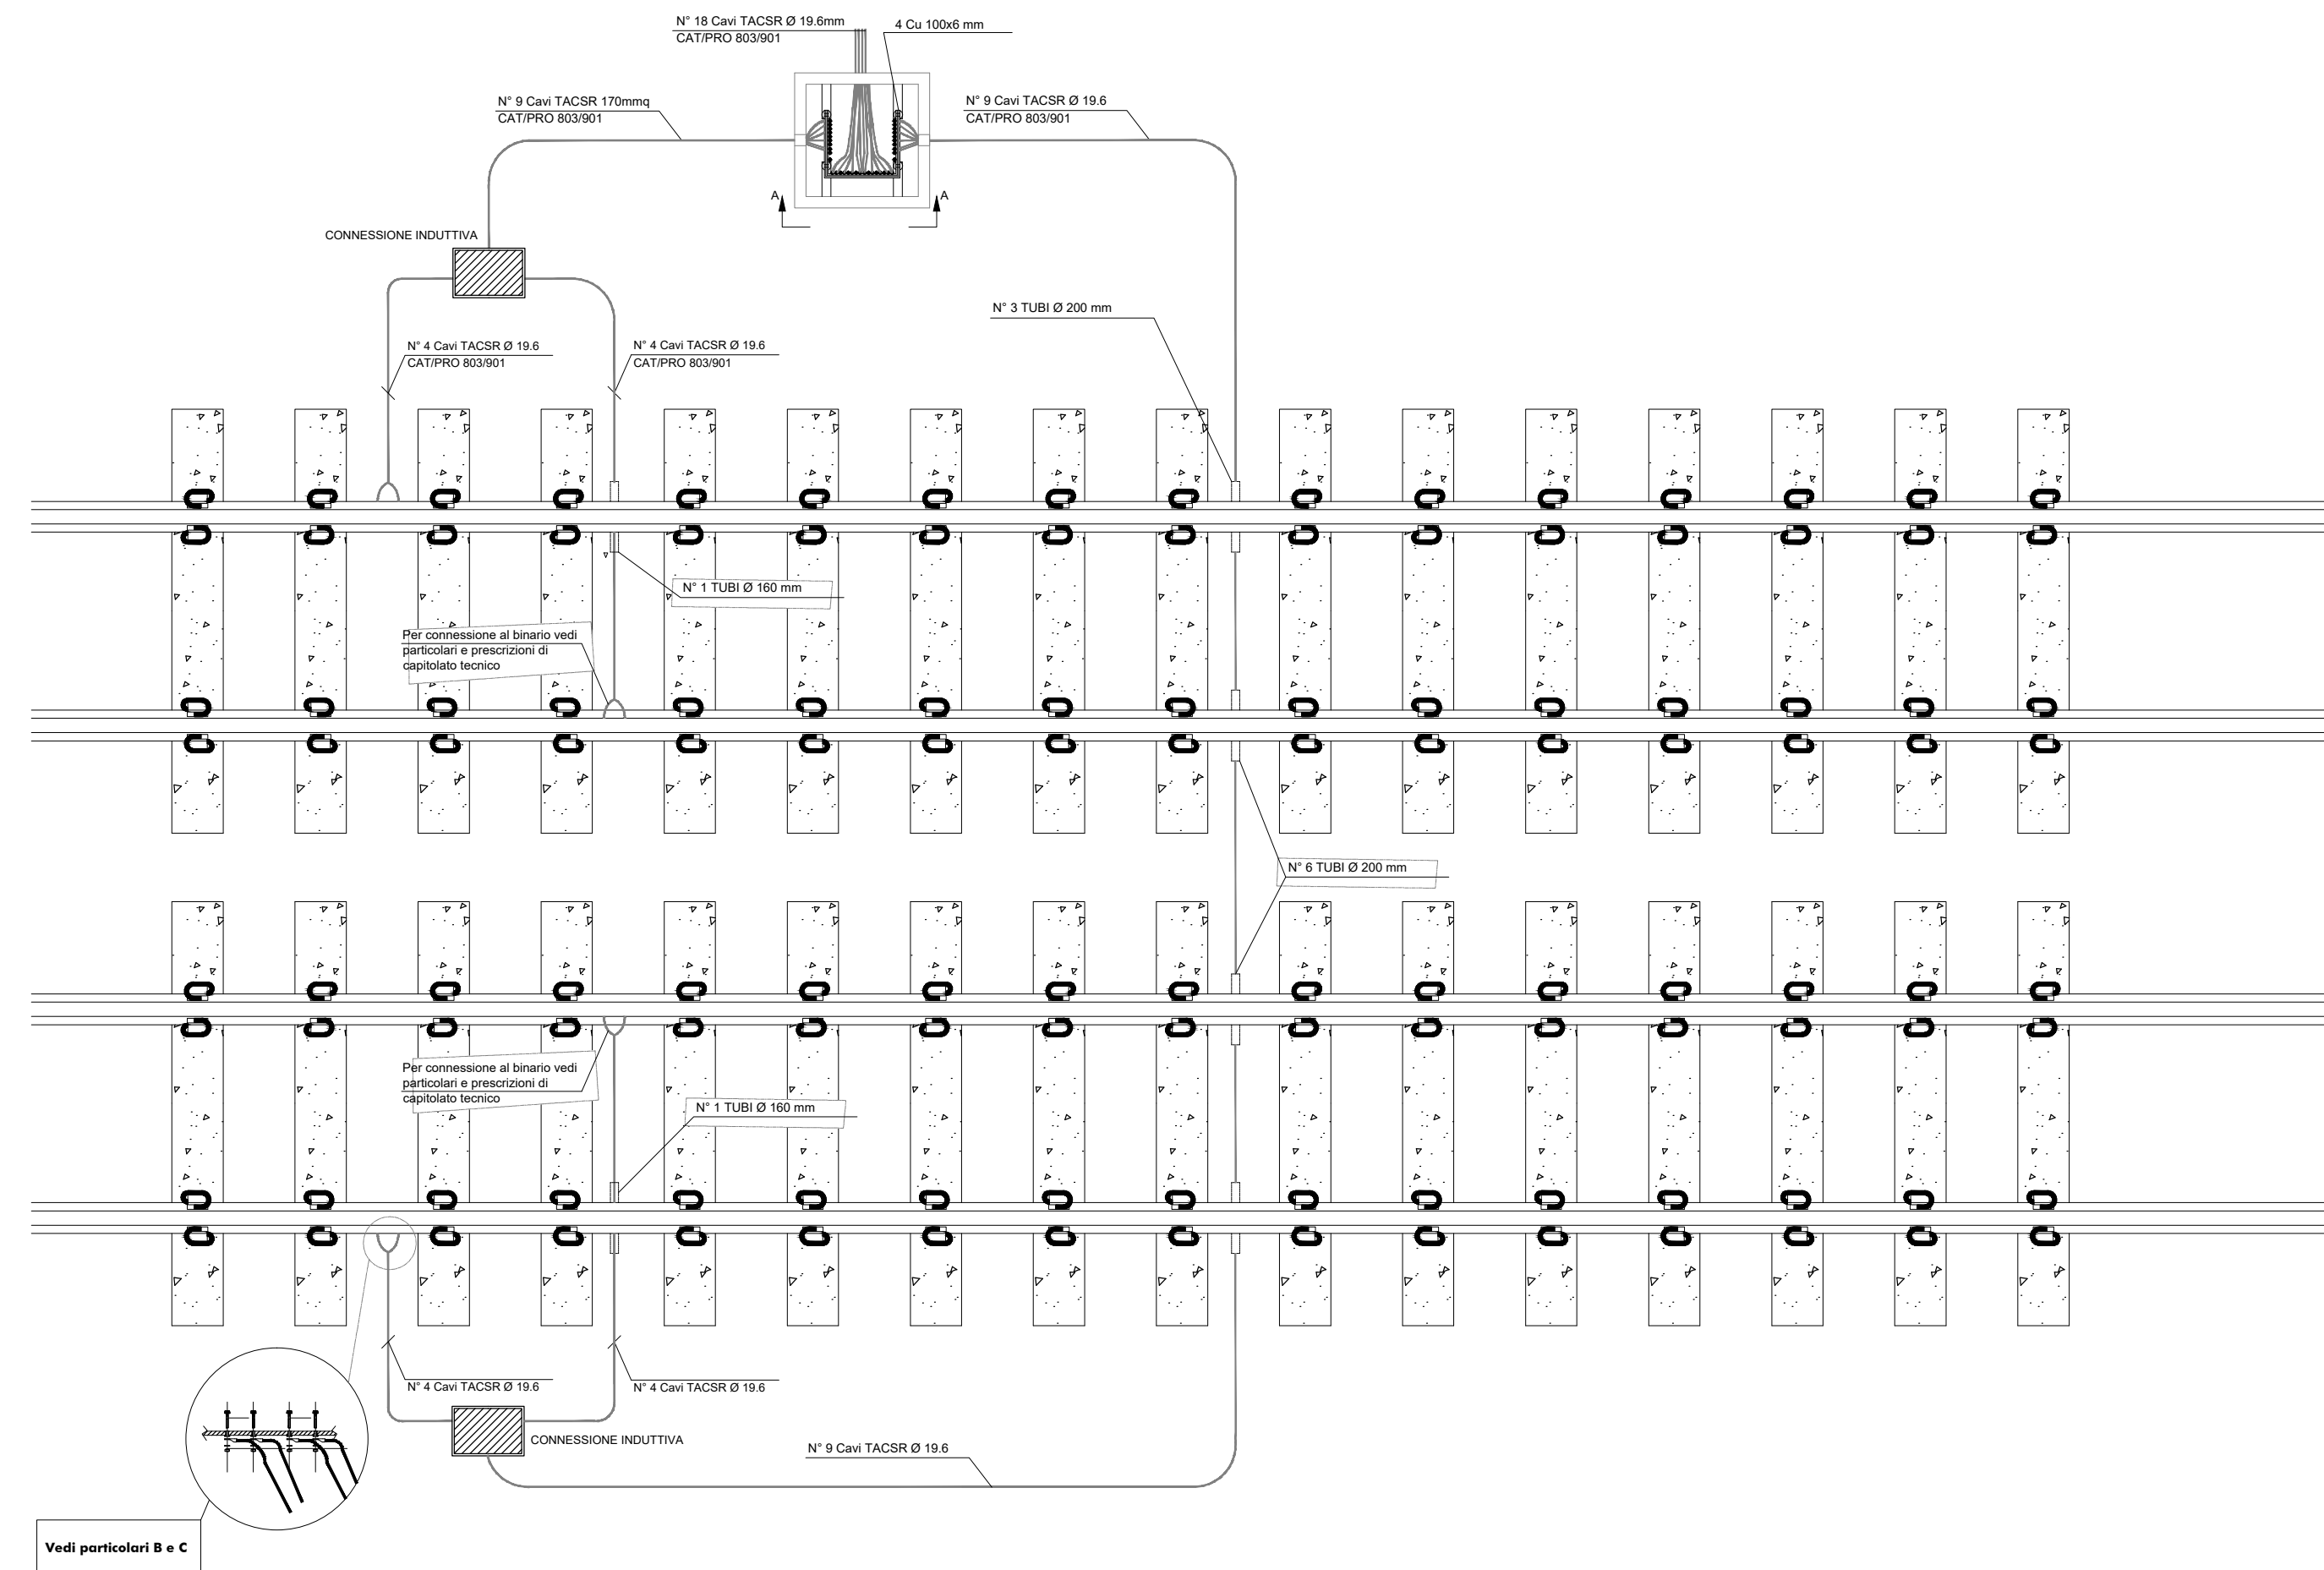 N° 18 Cavi TACSR Ø 19.6mm
CAT/PRO 803/901
4 Cu 100x6 mm
N° 9 Cavi TACSR 170mmq
CAT/PRO 803/901
N° 9 Cavi TACSR Ø 19.6
CAT/PRO 803/901
A
A
CONNESSIONE INDUTTIVA
N° 3 TUBI Ø 200 mm
N° 4 Cavi TACSR Ø 19.6
CAT/PRO 803/901
N° 4 Cavi TACSR Ø 19.6
CAT/PRO 803/901
N° 1 TUBI Ø 160 mm
Per connessione al binario vedi
particolari e prescrizioni di
capitolato tecnico
N° 6 TUBI Ø 200 mm
Per connessione al binario vedi
particolari e prescrizioni di
capitolato tecnico
N° 1 TUBI Ø 160 mm
N° 4 Cavi TACSR Ø 19.6
N° 4 Cavi TACSR Ø 19.6
CONNESSIONE INDUTTIVA
N° 9 Cavi TACSR Ø 19.6
Vedi particolari B e C